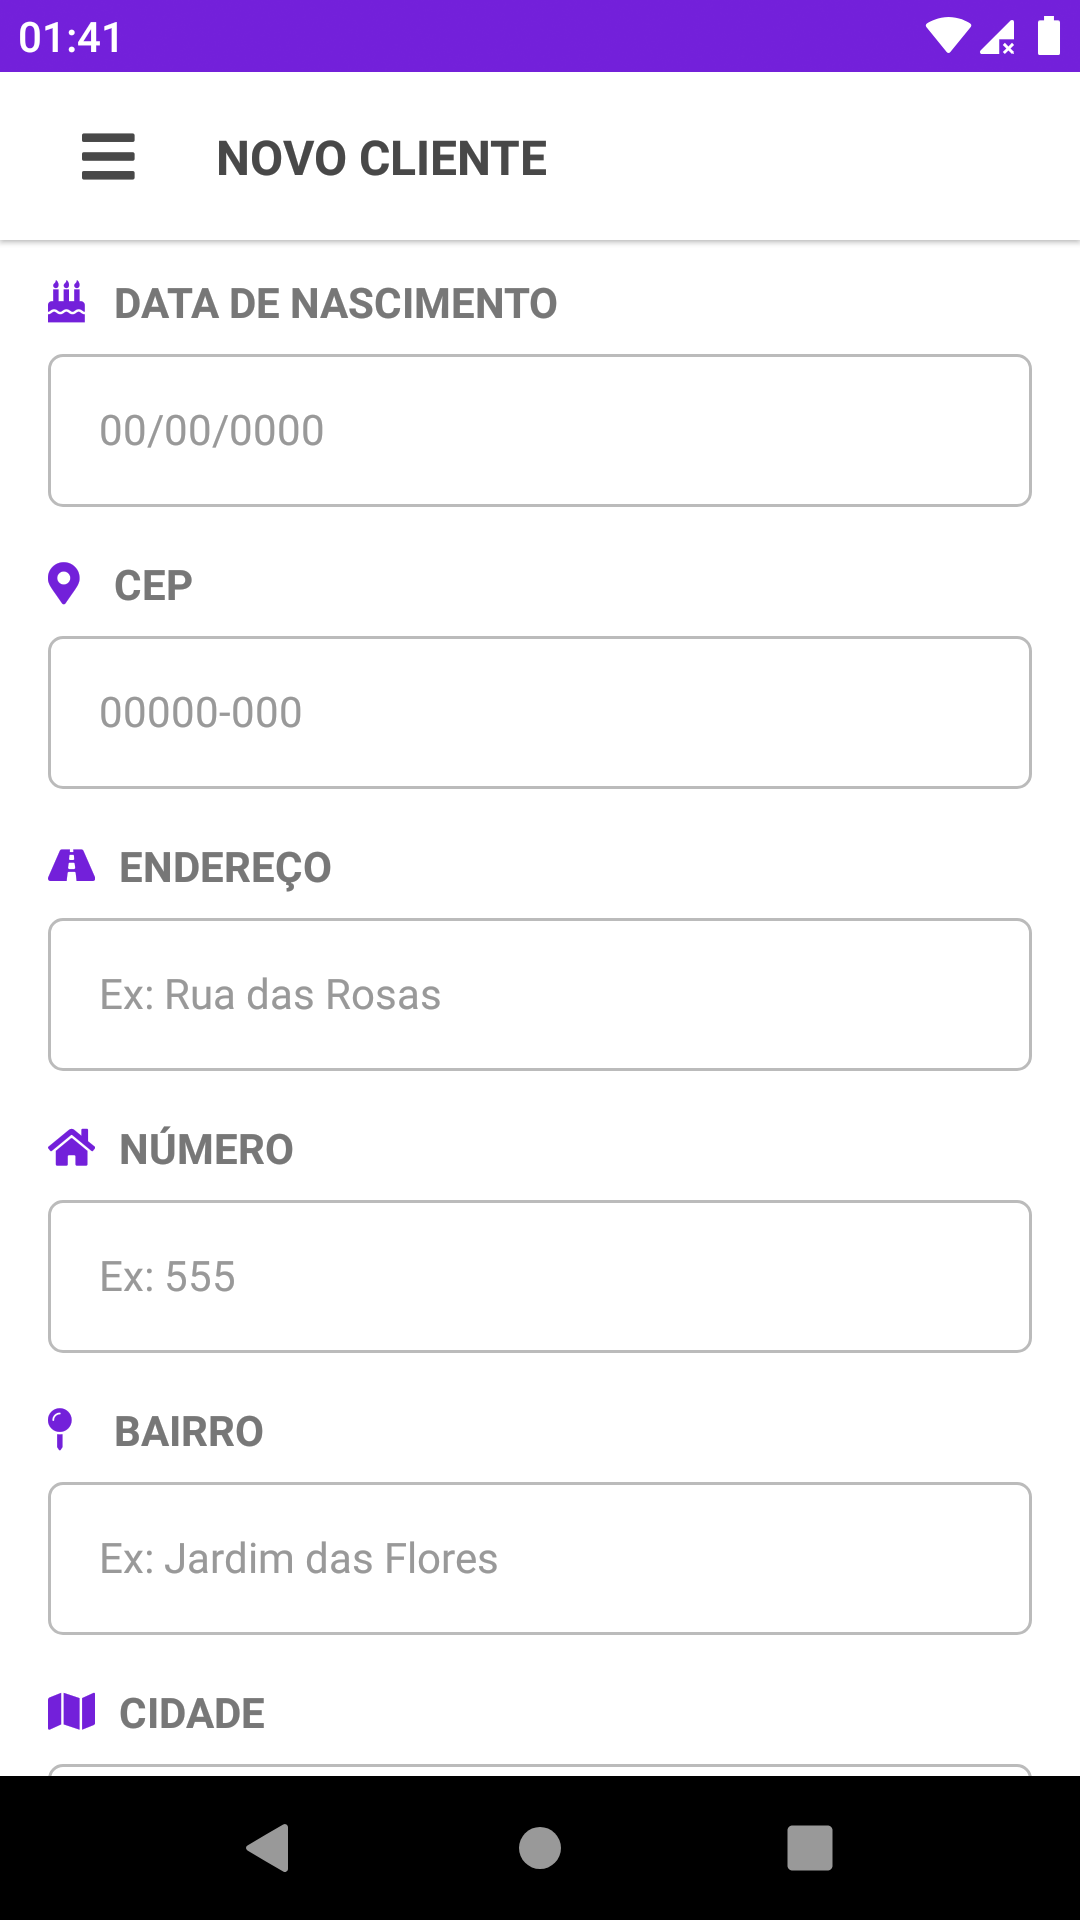 01:41
NOVO CLIENTE
DATA DE NASCIMENTO
00/00/0000
CEP
00000-000
ENDEREÇO
Ex: Rua das Rosas
NÚMERO
Ex: 555
BAIRRO
Ex: Jardim das Flores
CIDADE